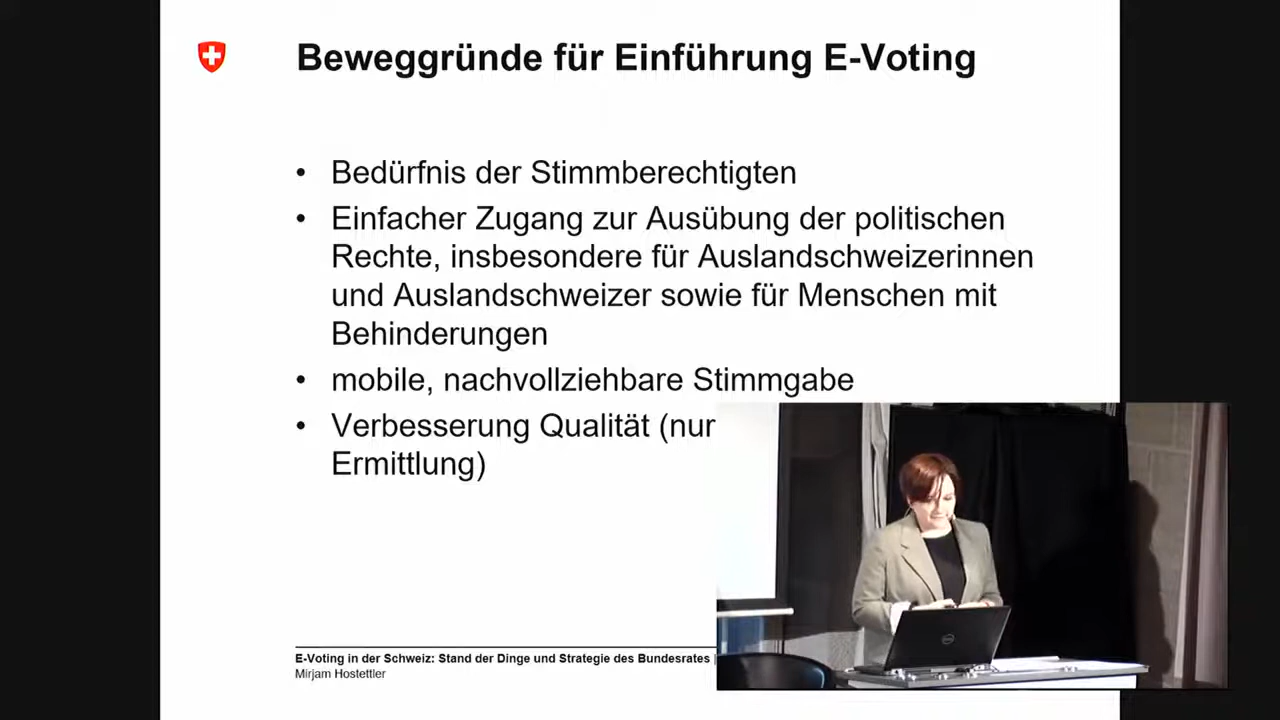 Beweggründe für Einführung E-Voting
• Bedürfnis der Stimmberechtigten
• Einfacher Zugang zur Ausübung der politischen
Rechte, insbesondere für Auslandschweizerinnen
und Auslandschweizer sowie für Menschen mit
Behinderungen
• mobile, nachvollziehbare Stimmgabe
• Verbesserung Qualität (nur
Ermittlung)
E-Voting in der Schweiz: Stand der Dinge und Strategie des Bundesrates |
Mirjam Hostettler
DELL